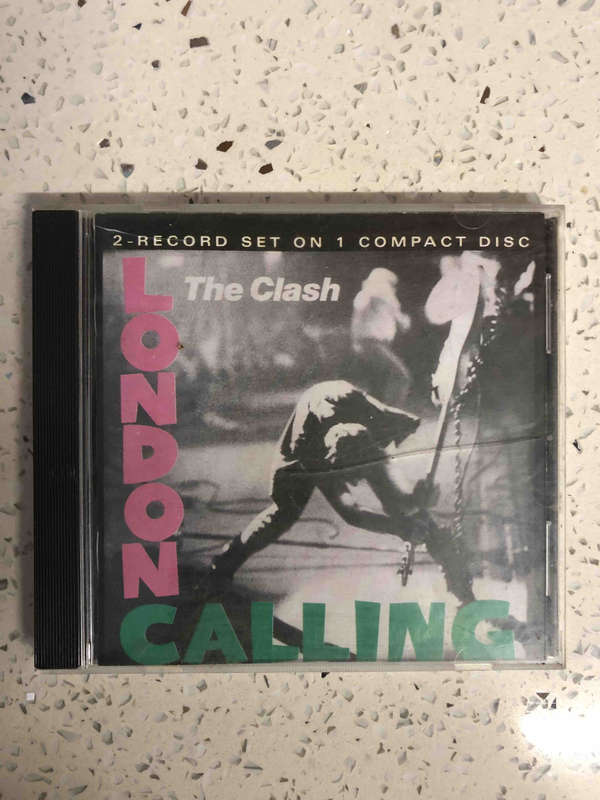 2-RECORD SET ON 1 COMPACT DISC
The Clash
LONDON
CALLING